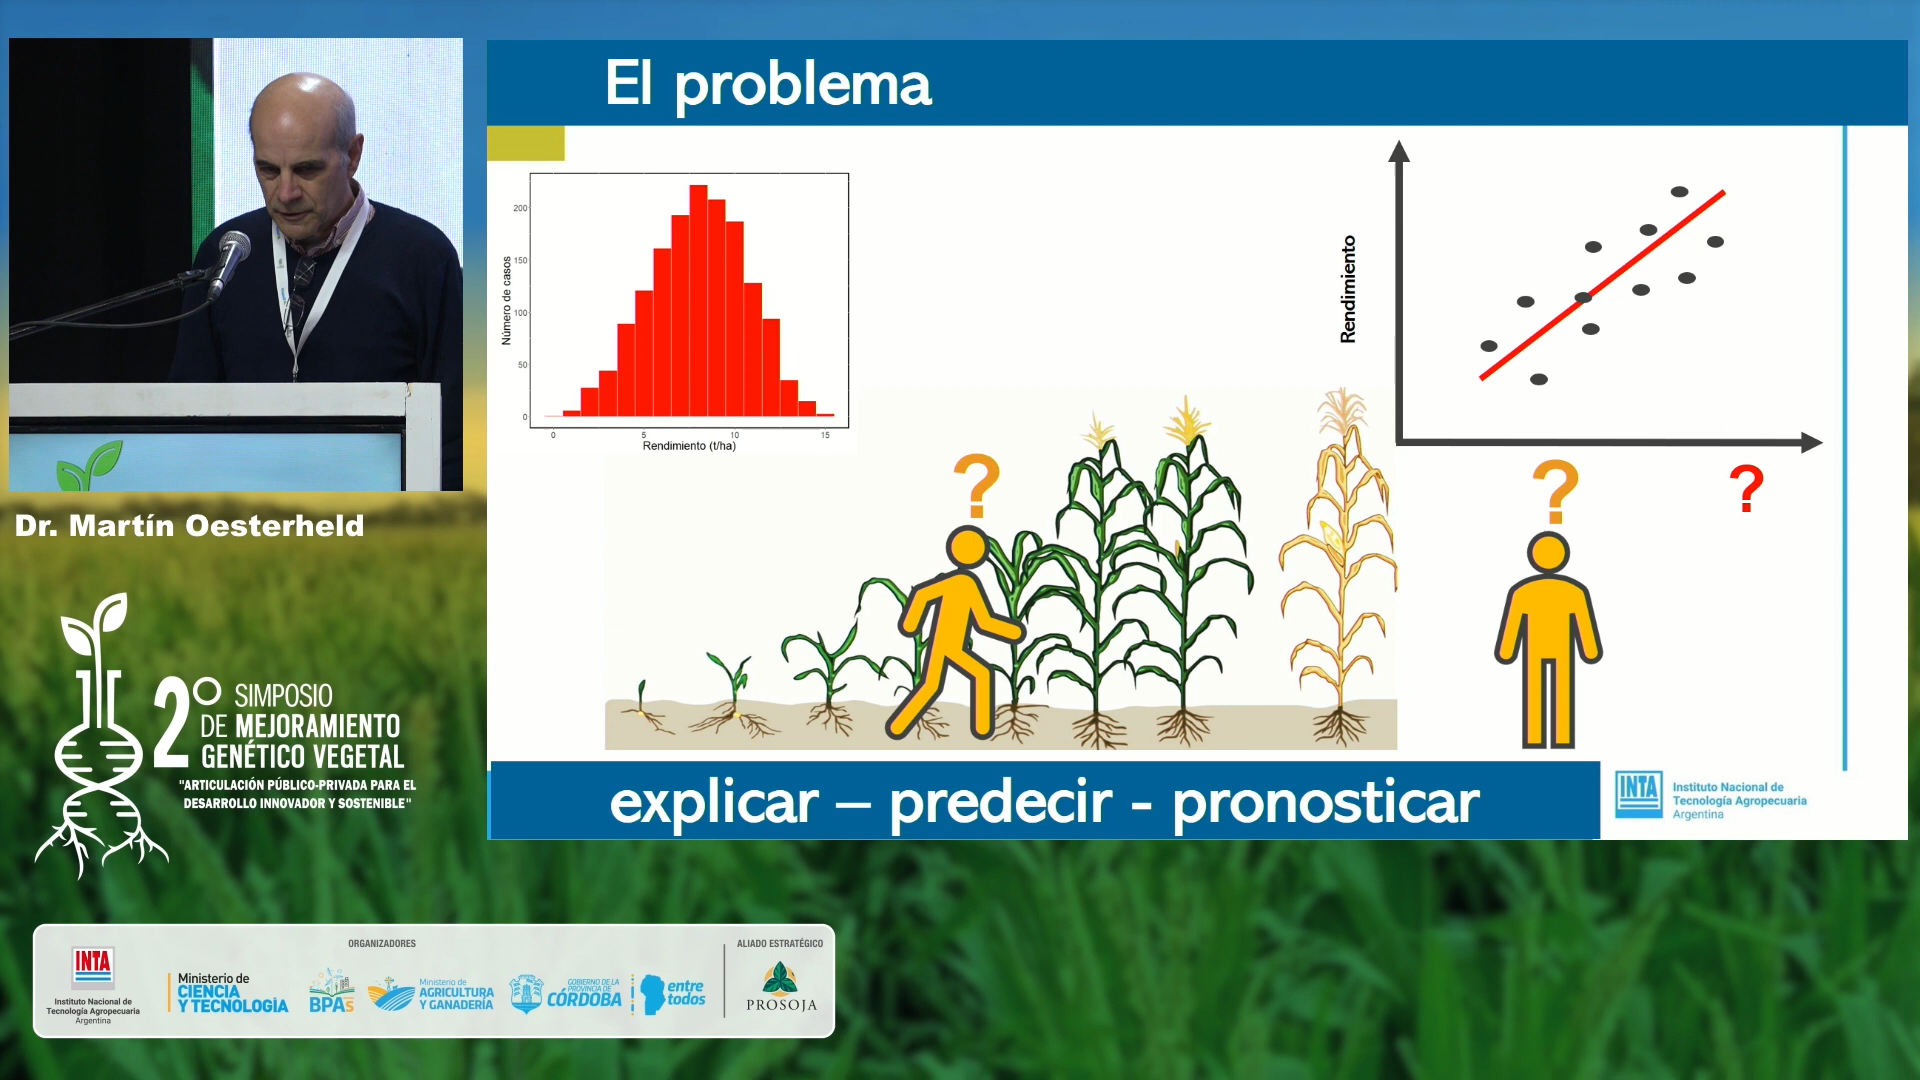 El problema
200
150
100
50
0
Número de casos
0 5 10 15
Rendimiento (t/ha)
Rendimiento
?
?
?
explicar – predecir - pronosticar
INTA
Instituto Nacional de
Tecnología Agropecuaria
Argentina
Dr. Martín Oesterheld
2° SIMPOSIO
DE MEJORAMIENTO
GENÉTICO VEGETAL
"ARTICULACIÓN PÚBLICO-PRIVADA PARA EL
DESARROLLO INNOVADOR Y SOSTENIBLE"
ORGANIZADORES
ALIADO ESTRATÉGICO
INTA
Instituto Nacional de
Tecnología Agropecuaria
Argentina
Ministerio de
CIENCIA
Y TECNOLOGÍA
BPAs
Ministerio de
AGRICULTURA
Y GANADERÍA
GOBIERNO DE LA
PROVINCIA DE
CÓRDOBA
entre
todos
PROSOJA